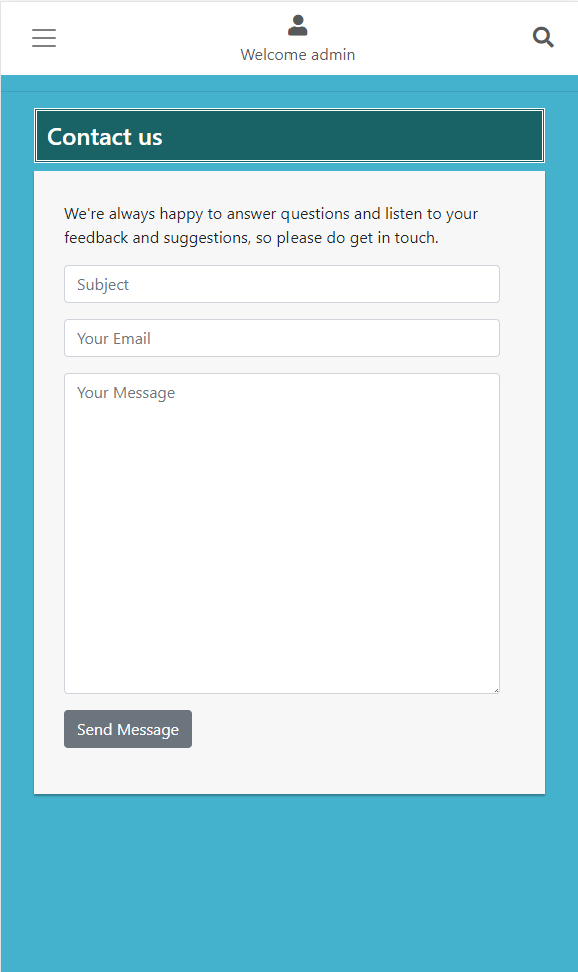 Welcome admin
Contact us
We're always happy to answer questions and listen to your
feedback and suggestions, so please do get in touch.
Subject
Your Email
Your Message
Send Message